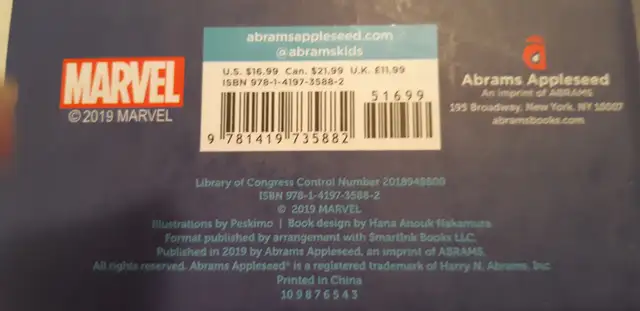 abramsappleseed.com
@abramskids
U.S. $16.99 Can. $21.99 U.K. £11.99
ISBN 978-1-4197-3588-2
51699
9 781419 735882
MARVEL
© 2019 MARVEL
a
Abrams Appleseed
An imprint of ABRAMS
195 Broadway, New York, NY 10007
abramsbooks.com
Library of Congress Control Number 2018948800
ISBN 978-1-4197-3588-2
© 2019 MARVEL
Illustrations by Peskimo | Book design by Hana Anouk Nakamura
Format published by arrangement with SmartInk Books LLC.
Published in 2019 by Abrams Appleseed, an imprint of ABRAMS.
All rights reserved. Abrams Appleseed® is a registered trademark of Harry N. Abrams, Inc.
Printed in China
10 9 8 7 6 5 4 3